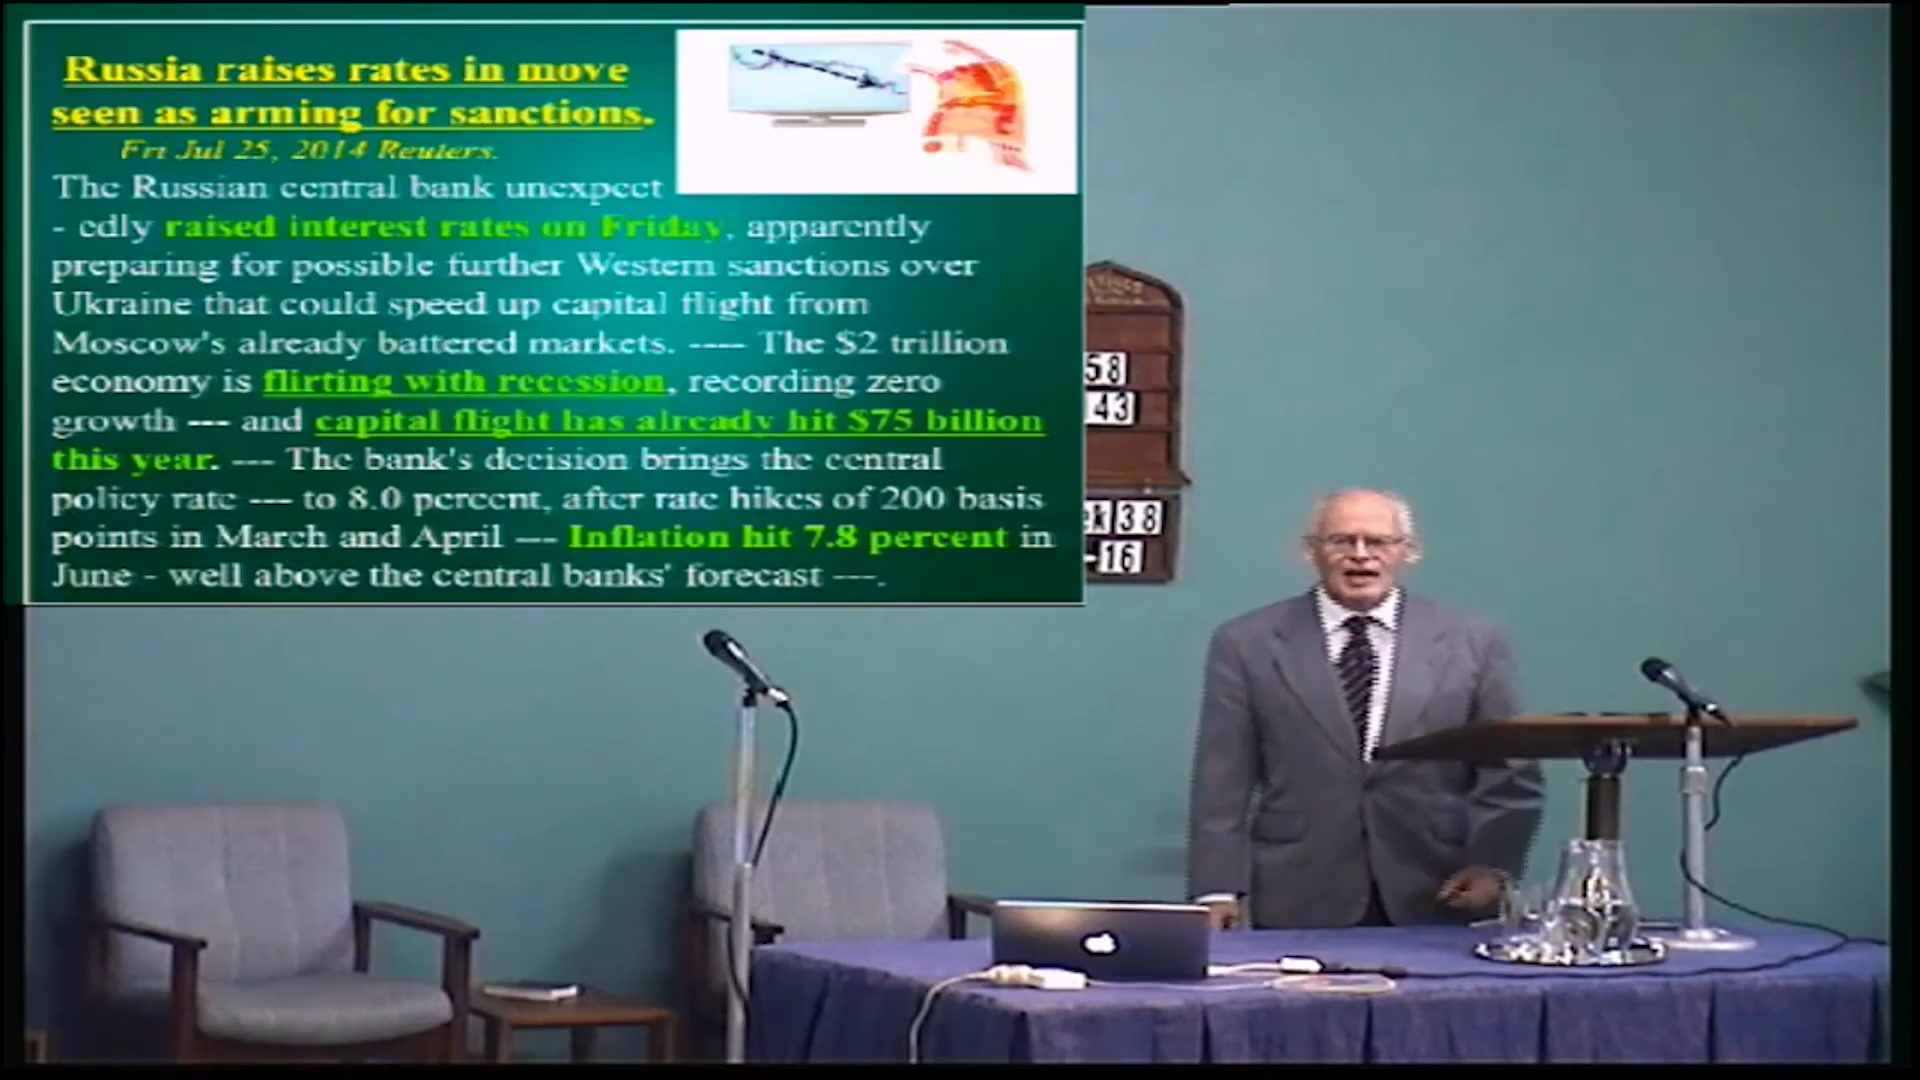 Russia raises rates in move
seen as arming for sanctions.
Fri Jul 25, 2014 Reuters.
The Russian central bank unexpect
- edly raised interest rates on Friday, apparently
preparing for possible further Western sanctions over
Ukraine that could speed up capital flight from
Moscow's already battered markets. ---- The $2 trillion
economy is flirting with recession, recording zero
growth --- and capital flight has already hit $75 billion
this year. --- The bank's decision brings the central
policy rate --- to 8.0 percent, after rate hikes of 200 basis
points in March and April --- Inflation hit 7.8 percent in
June - well above the central banks' forecast ---.
58
43
38
-16